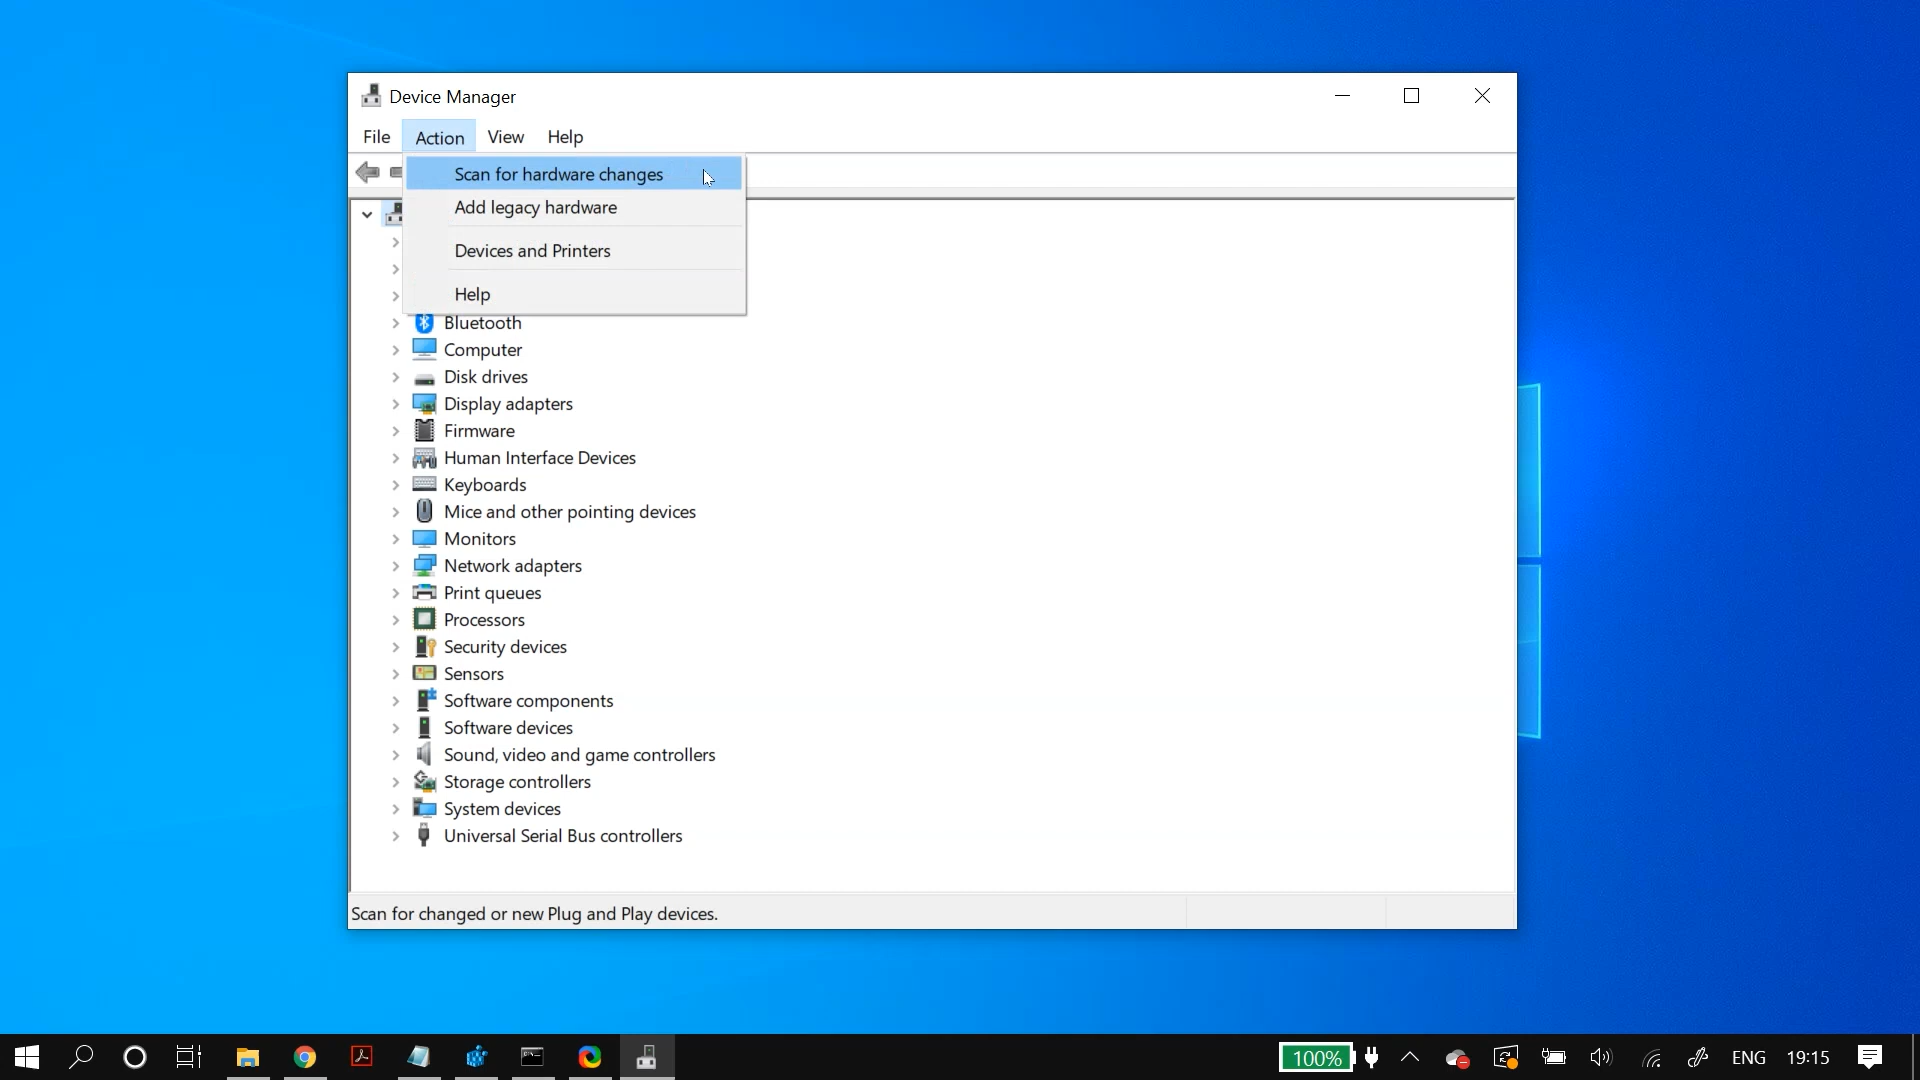 Device Manager
File Action View Help
Scan for hardware changes
Add legacy hardware
Devices and Printers
Help
Bluetooth
Computer
Disk drives
Display adapters
Firmware
Human Interface Devices
Keyboards
Mice and other pointing devices
Monitors
Network adapters
Print queues
Processors
Security devices
Sensors
Software components
Software devices
Sound, video and game controllers
Storage controllers
System devices
Universal Serial Bus controllers
Scan for changed or new Plug and Play devices.
100% ENG 19:15